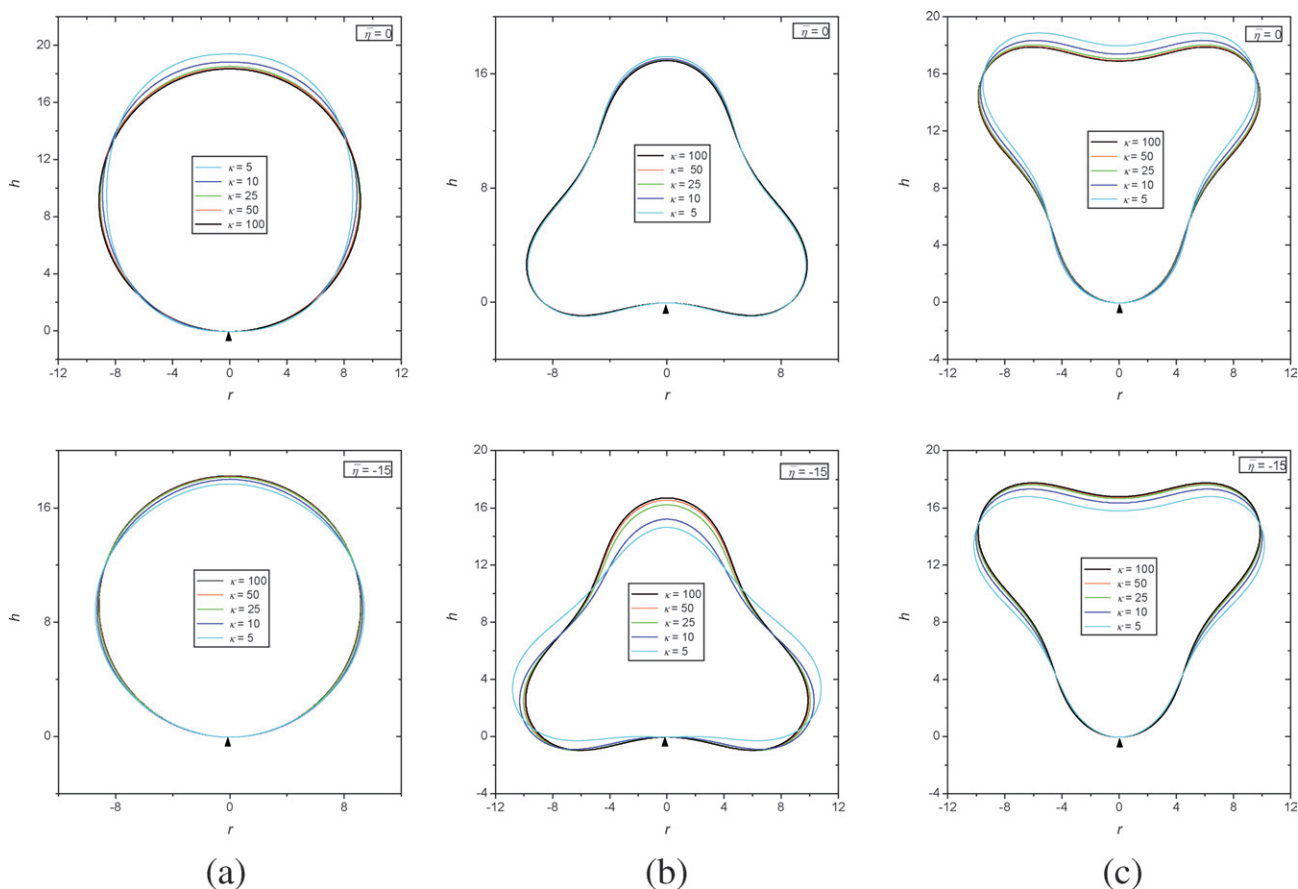 η̄ = 0
20
16
12
8
4
0
h
κ = 5
κ = 10
κ = 25
κ = 50
κ = 100
-12 -8 -4 0 4 8 12
r
η̄ = 0
16
8
0
h
κ = 100
κ = 50
κ = 25
κ = 10
κ = 5
-8 0 8
r
η̄ = 0
20
16
12
8
4
0
-4
h
κ = 100
κ = 50
κ = 25
κ = 10
κ = 5
-12 -8 -4 0 4 8 12
r
η̄ = -15
16
8
0
h
κ = 100
κ = 50
κ = 25
κ = 10
κ = 5
-8 0 8
r
η̄ = -15
20
16
12
8
4
0
-4
h
κ = 100
κ = 50
κ = 25
κ = 10
κ = 5
-12 -8 -4 0 4 8 12
r
η̄ = -15
20
16
12
8
4
0
-4
h
κ = 100
κ = 50
κ = 25
κ = 10
κ = 5
-12 -8 -4 0 4 8 12
r
(a) (b) (c)